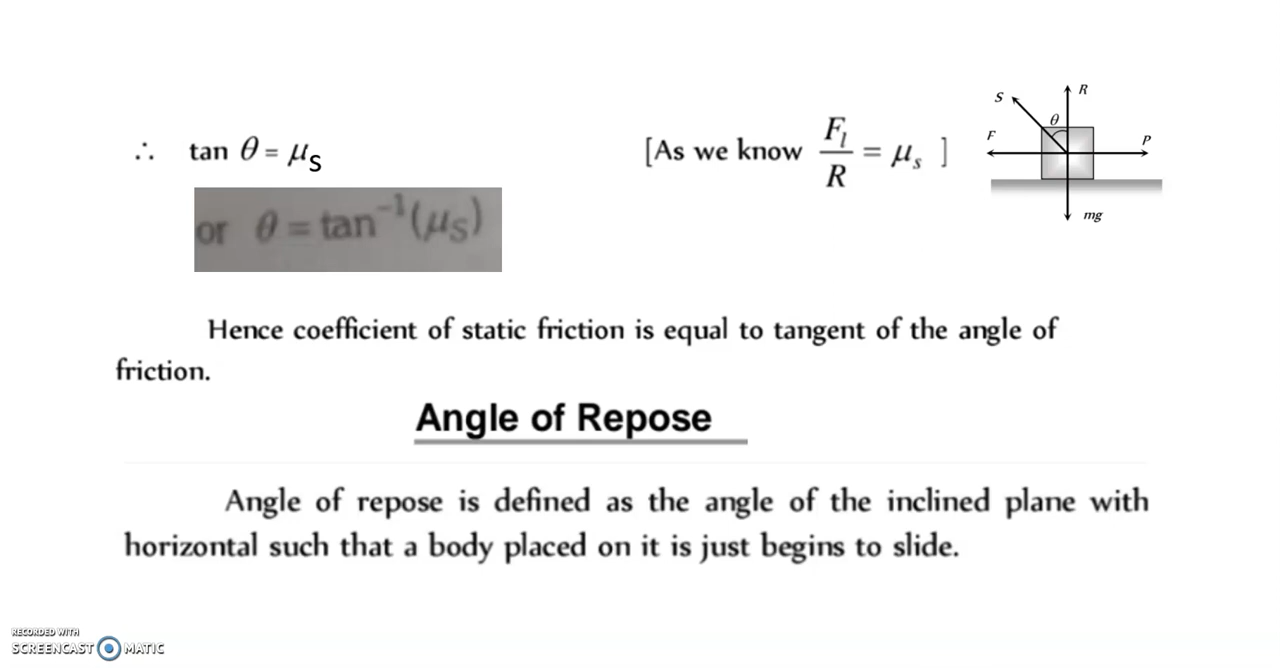 ∴ tan θ = μS [As we know Fl/R = μs ]
S R θ F P mg
or θ = tan⁻¹(μS)
Hence coefficient of static friction is equal to tangent of the angle of
friction.
Angle of Repose
Angle of repose is defined as the angle of the inclined plane with
horizontal such that a body placed on it is just begins to slide.
RECORDED WITH
SCREENCAST MATIC